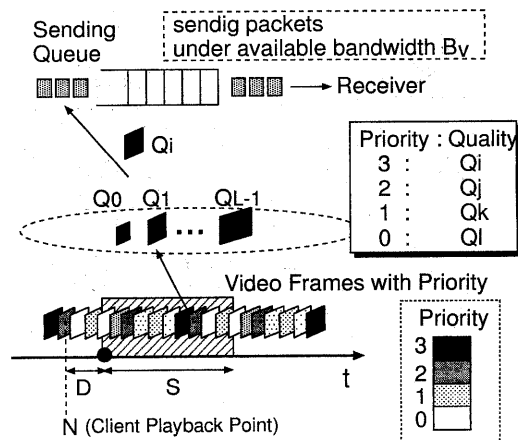 Sending
Queue
sendig packets
under available bandwidth Bv
Receiver
Qi
Priority : Quality
3 : Qi
2 : Qj
1 : Qk
0 : Ql
Q0 Q1 ... QL-1
Video Frames with Priority
Priority
3
2
1
0
D
S
t
N (Client Playback Point)